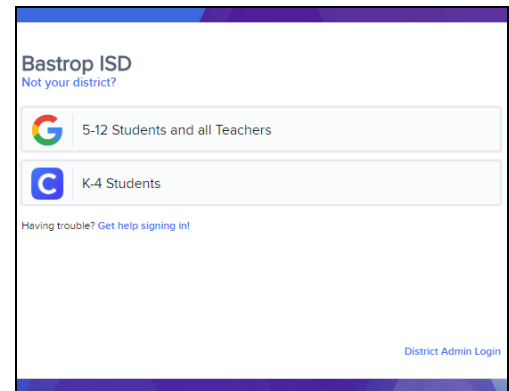 Bastrop ISD
Not your district?
5-12 Students and all Teachers
K-4 Students
Having trouble? Get help signing in!
District Admin Login